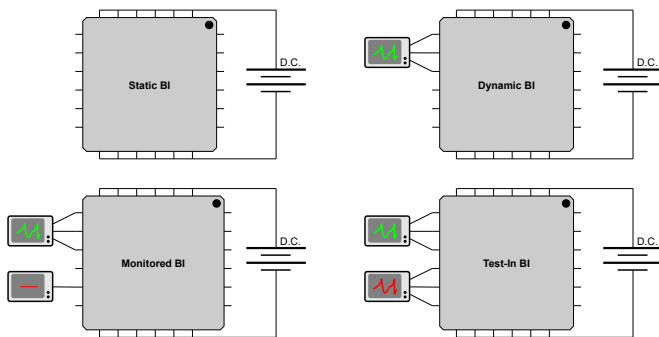 D.C.
Static BI
D.C.
Dynamic BI
D.C.
Monitored BI
D.C.
Test-In BI